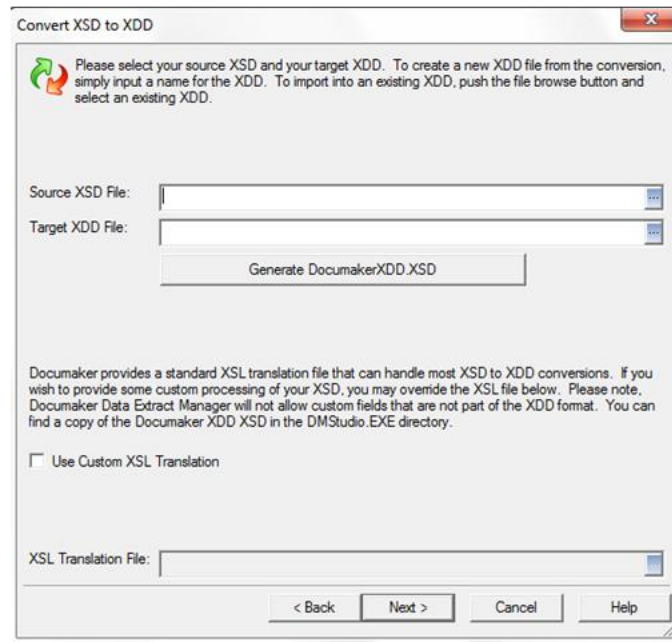 Convert XSD to XDD
Please select your source XSD and your target XDD. To create a new XDD file from the conversion,
simply input a name for the XDD. To import into an existing XDD, push the file browse button and
select an existing XDD.
Source XSD File:
Target XDD File:
Generate DocumakerXDD.XSD
Documaker provides a standard XSL translation file that can handle most XSD to XDD conversions. If you
wish to provide some custom processing of your XSD, you may override the XSL file below. Please note,
Documaker Data Extract Manager will not allow custom fields that are not part of the XDD format. You can
find a copy of the Documaker XDD XSD in the DMStudio.EXE directory.
Use Custom XSL Translation
XSL Translation File:
< Back Next > Cancel Help